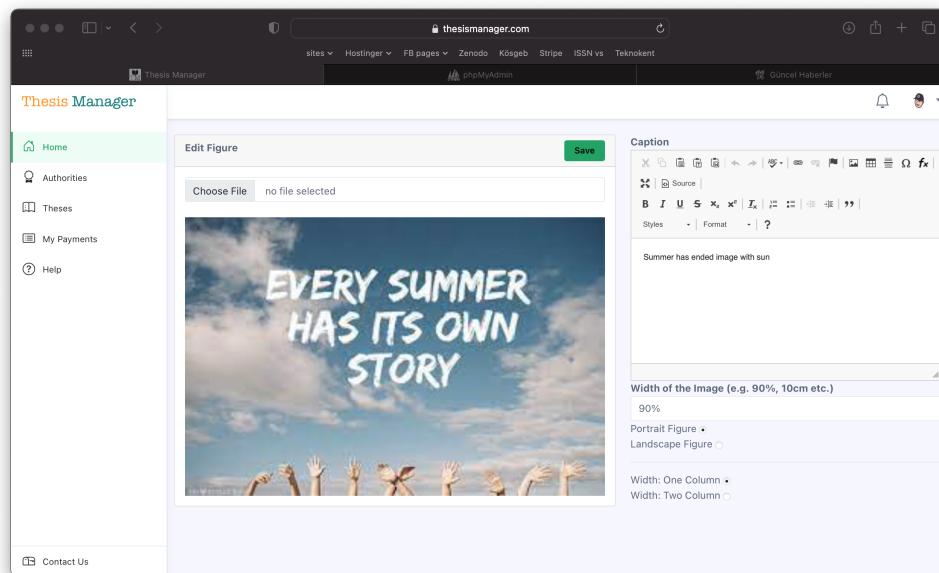 thesismanager.com
sites Hostinger FB pages Zenodo Kösgeb Stripe ISSN vs Teknokent
Thesis Manager phpMyAdmin Güncel Haberler
Thesis Manager
Home
Authorities
Theses
My Payments
Help
Contact Us
Edit Figure
Save
Choose File no file selected
EVERY SUMMER
HAS ITS OWN
STORY
Caption
Source
B I U S x₂ x² Iₓ
Styles Format ?
Summer has ended image with sun
Width of the Image (e.g. 90%, 10cm etc.)
90%
Portrait Figure
Landscape Figure
Width: One Column
Width: Two Column